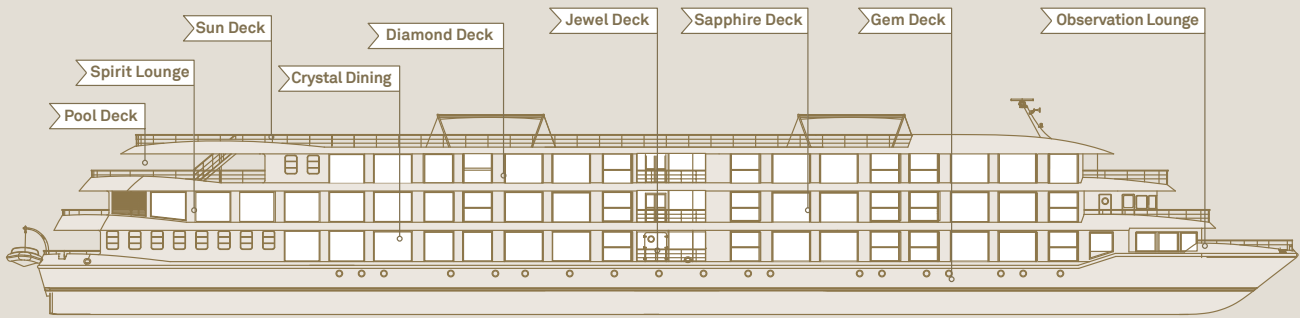 Jewel Deck
Sapphire Deck
Gem Deck
Observation Lounge
Sun Deck
Diamond Deck
Spirit Lounge
Crystal Dining
Pool Deck